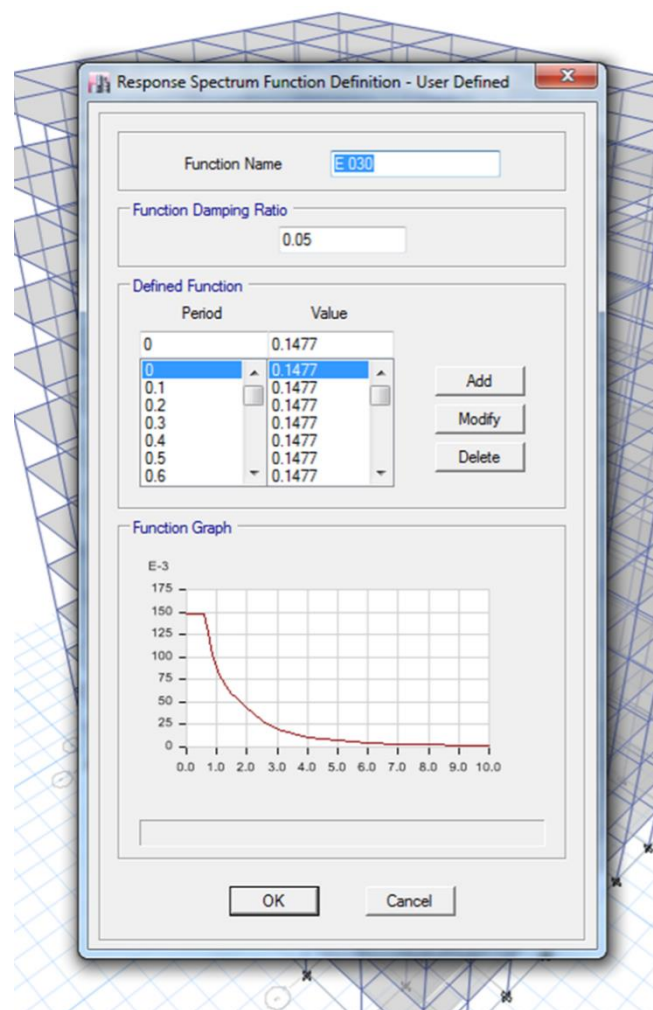 Response Spectrum Function Definition - User Defined
Function Name E 030
Function Damping Ratio
0.05
Defined Function
Period Value
0 0.1477
0 0.1477
0.1 0.1477
0.2 0.1477
0.3 0.1477
0.4 0.1477
0.5 0.1477
0.6 0.1477
Add
Modify
Delete
Function Graph
E-3
175
150
125
100
75
50
25
0
0.0 1.0 2.0 3.0 4.0 5.0 6.0 7.0 8.0 9.0 10.0
OK Cancel